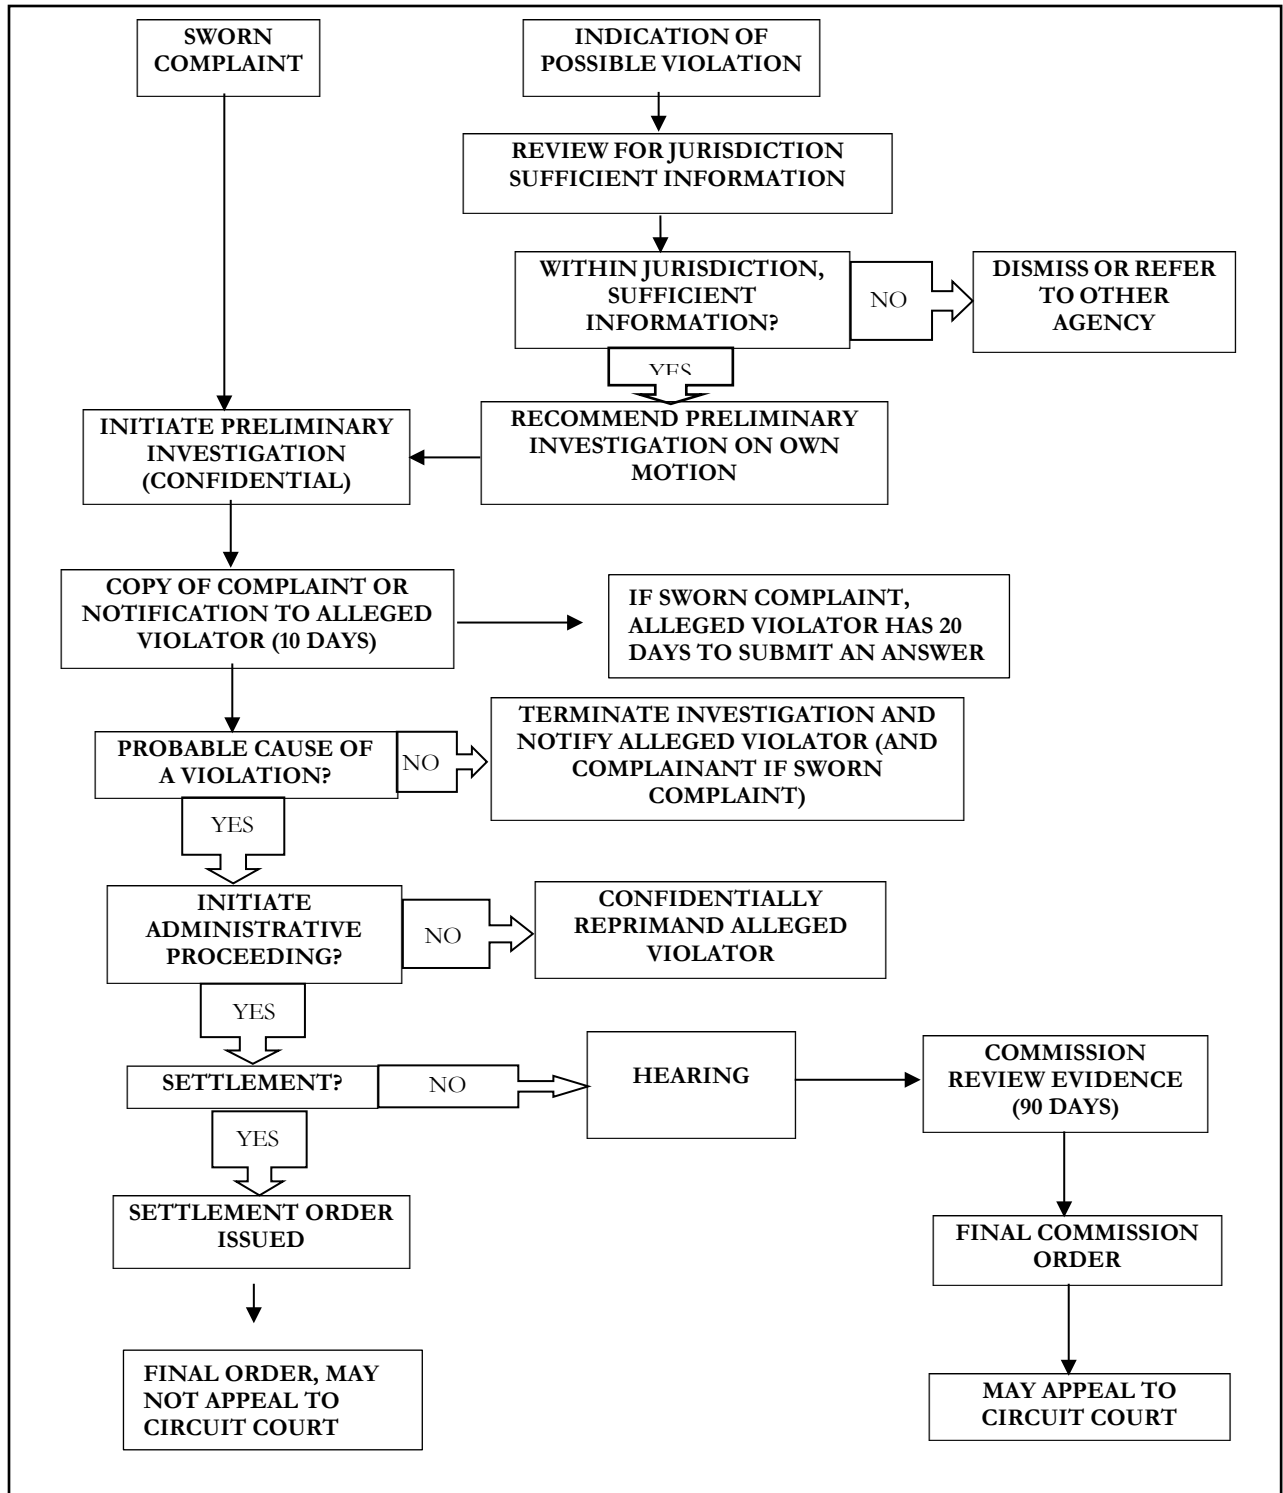 SWORN
COMPLAINT
INDICATION OF
POSSIBLE VIOLATION
REVIEW FOR JURISDICTION
SUFFICIENT INFORMATION
WITHIN JURISDICTION,
SUFFICIENT
INFORMATION?
NO
DISMISS OR REFER
TO OTHER
AGENCY
YES
INITIATE PRELIMINARY
INVESTIGATION
(CONFIDENTIAL)
RECOMMEND PRELIMINARY
INVESTIGATION ON OWN
MOTION
COPY OF COMPLAINT OR
NOTIFICATION TO ALLEGED
VIOLATOR (10 DAYS)
IF SWORN COMPLAINT,
ALLEGED VIOLATOR HAS 20
DAYS TO SUBMIT AN ANSWER
PROBABLE CAUSE OF
A VIOLATION?
NO
TERMINATE INVESTIGATION AND
NOTIFY ALLEGED VIOLATOR (AND
COMPLAINANT IF SWORN
COMPLAINT)
YES
INITIATE
ADMINISTRATIVE
PROCEEDING?
NO
CONFIDENTIALLY
REPRIMAND ALLEGED
VIOLATOR
YES
SETTLEMENT?
NO
HEARING
COMMISSION
REVIEW EVIDENCE
(90 DAYS)
YES
SETTLEMENT ORDER
ISSUED
FINAL COMMISSION
ORDER
FINAL ORDER, MAY
NOT APPEAL TO
CIRCUIT COURT
MAY APPEAL TO
CIRCUIT COURT